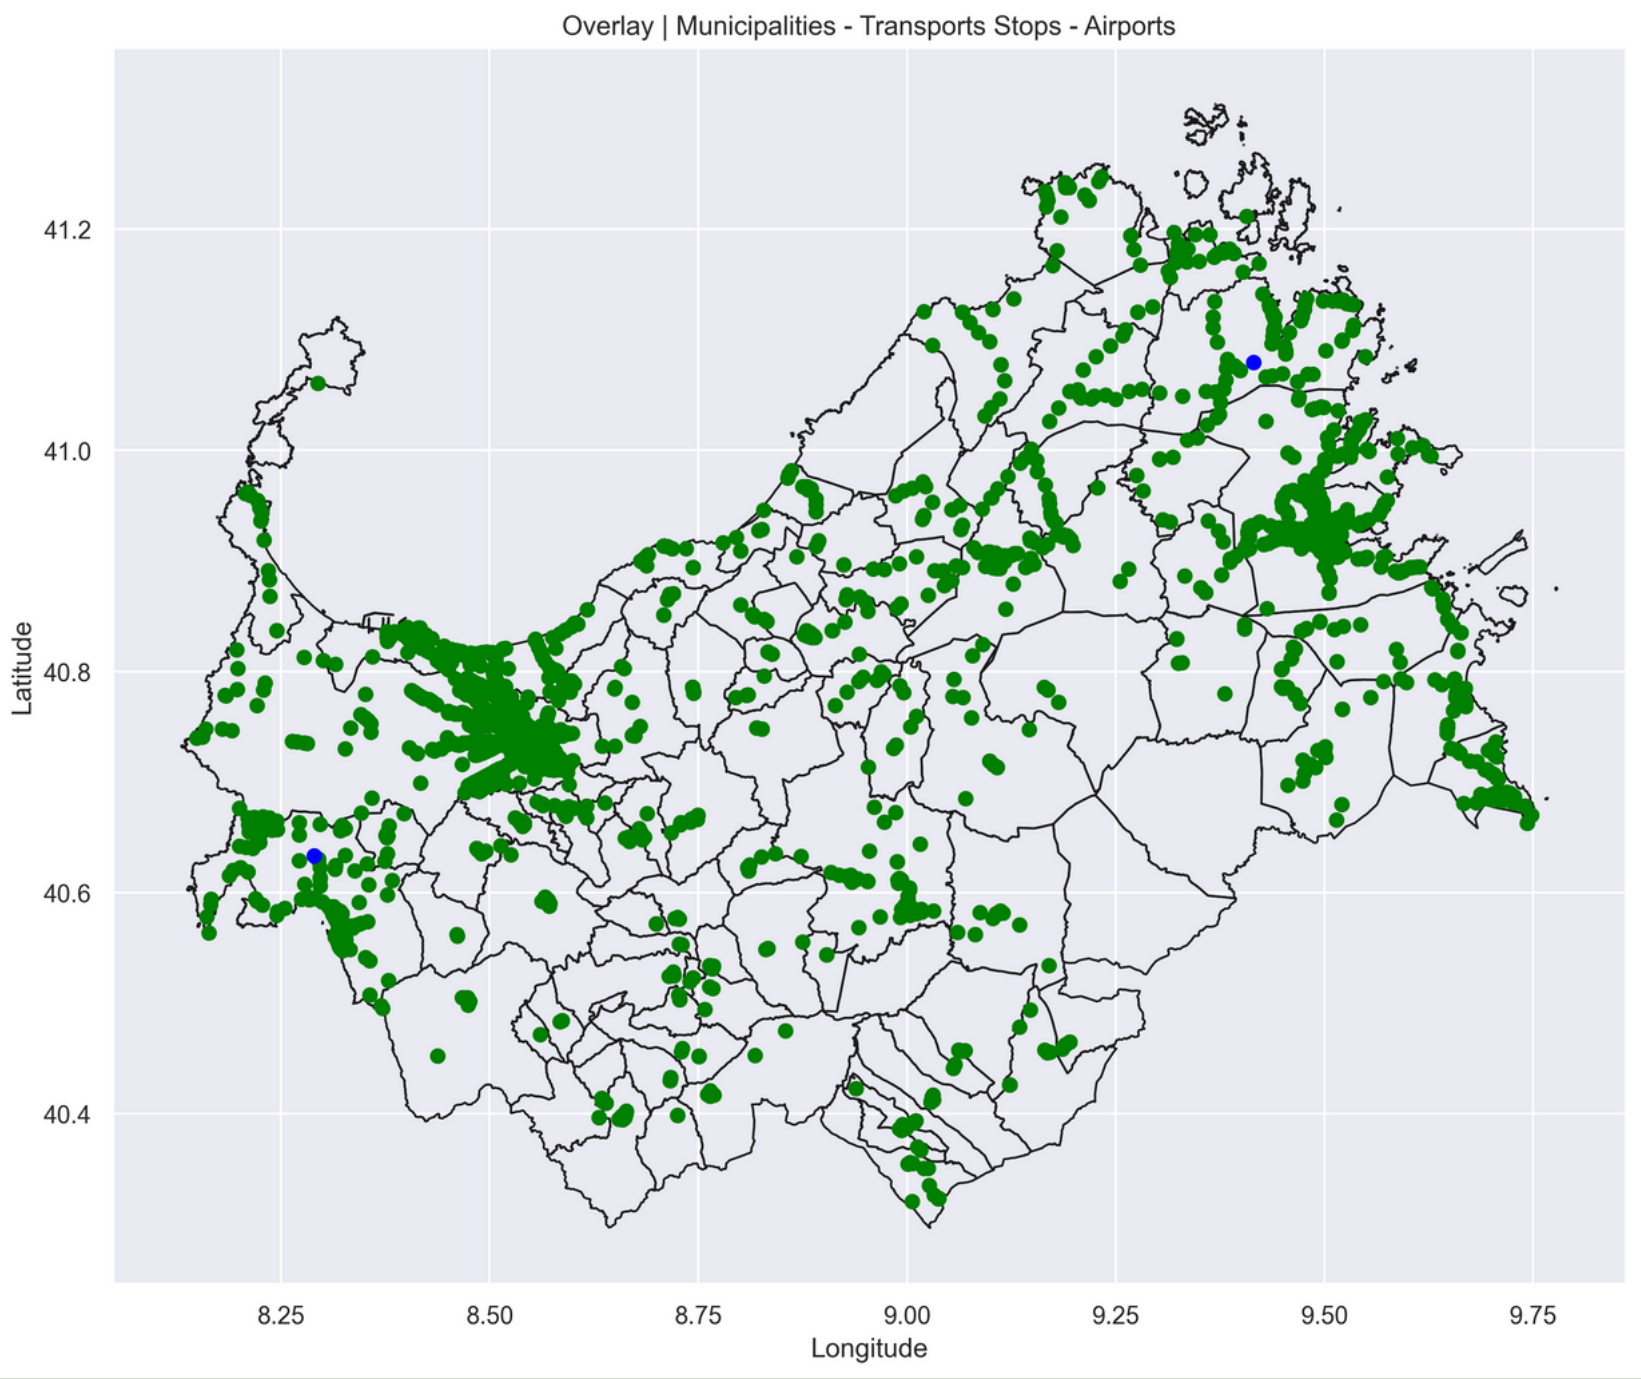 Overlay | Municipalities - Transports Stops - Airports
41.2
41.0
40.8
40.6
40.4
Latitude
8.25 8.50 8.75 9.00 9.25 9.50 9.75
Longitude